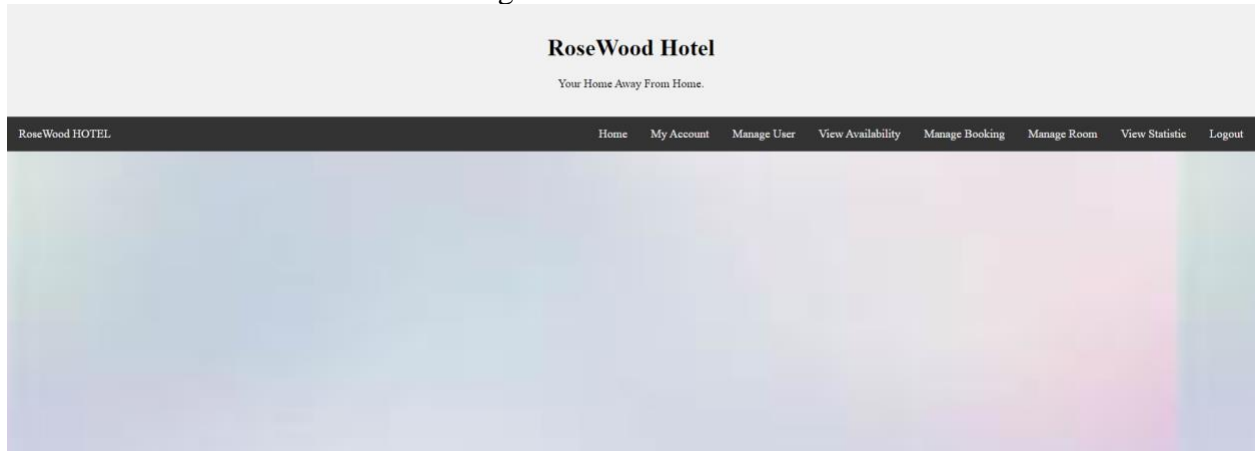 RoseWood Hotel
Your Home Away From Home.
RoseWood HOTEL Home My Account Manage User View Availability Manage Booking Manage Room View Statistic Logout